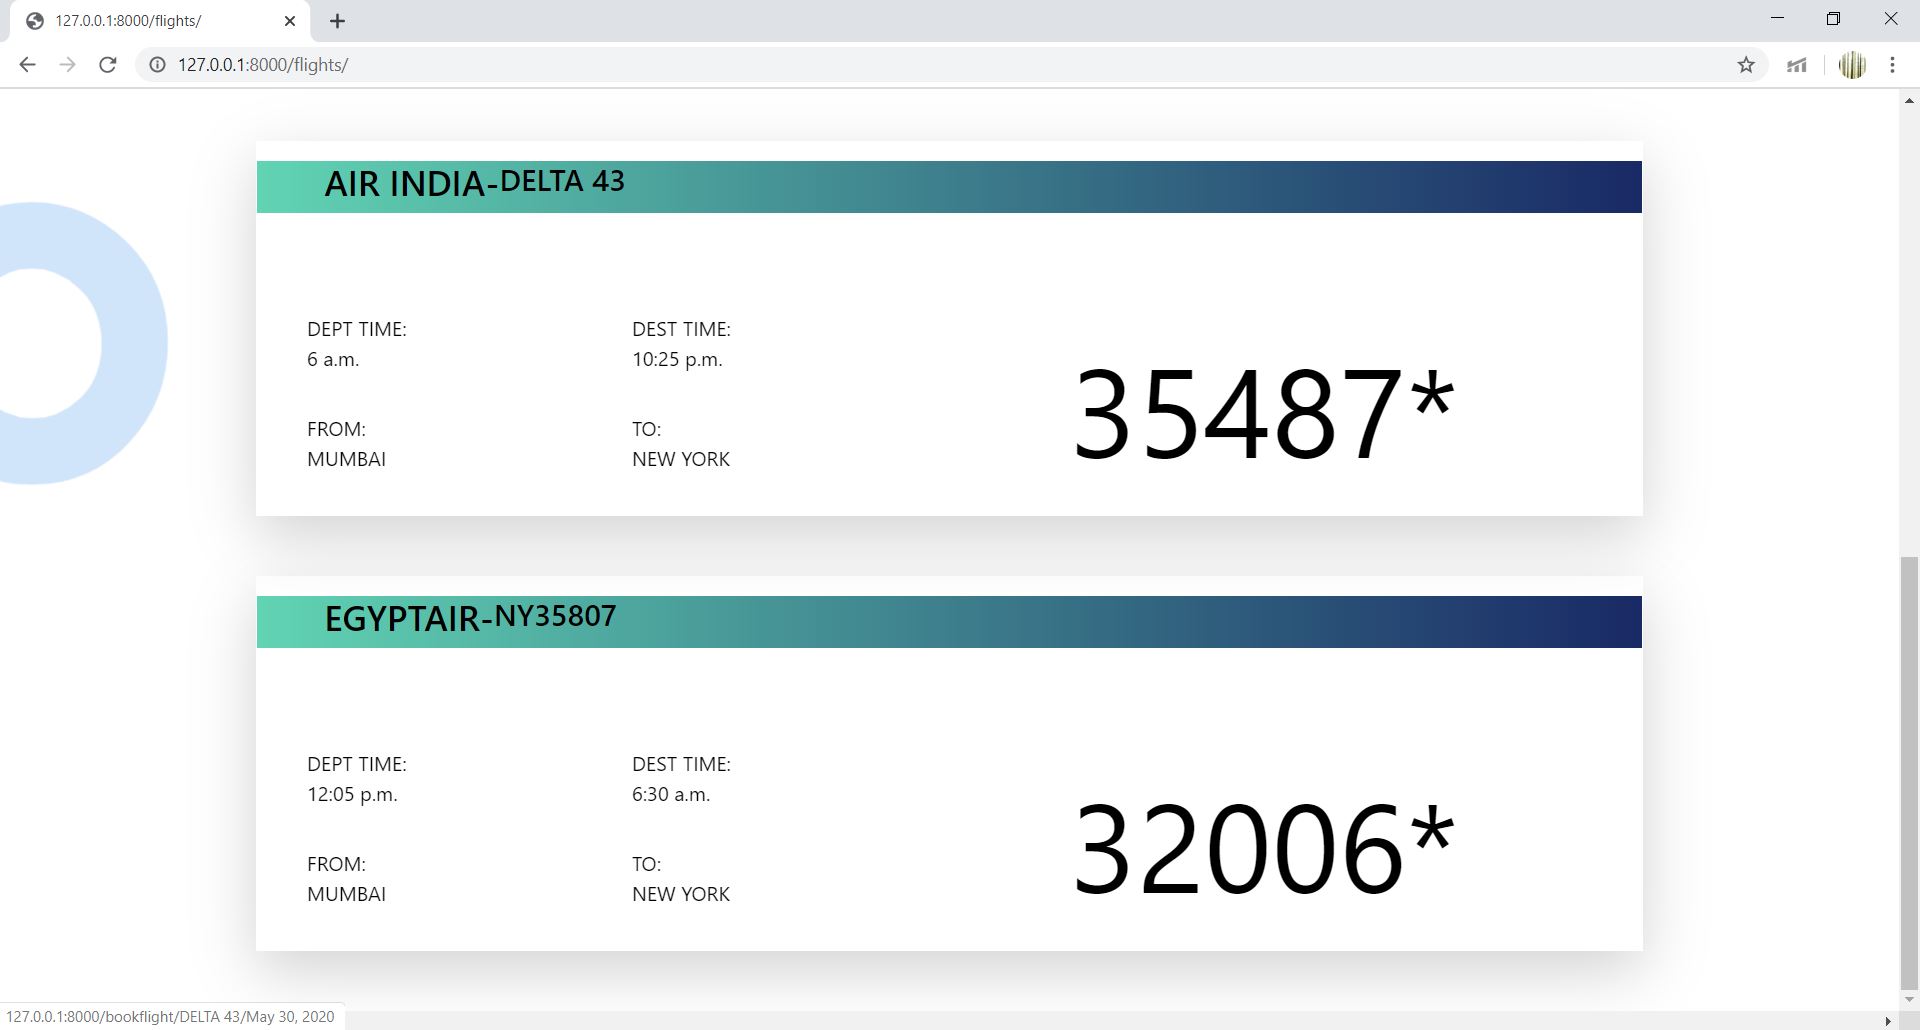 127.0.0.1:8000/flights/
127.0.0.1:8000/flights/
AIR INDIA-DELTA 43
DEPT TIME:
6 a.m.
DEST TIME:
10:25 p.m.
FROM:
MUMBAI
TO:
NEW YORK
35487*
EGYPTAIR-NY35807
DEPT TIME:
12:05 p.m.
DEST TIME:
6:30 a.m.
FROM:
MUMBAI
TO:
NEW YORK
32006*
127.0.0.1:8000/bookflight/DELTA 43/May 30, 2020